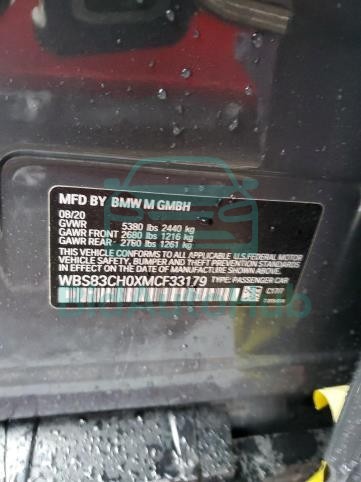 MFD BY BMW M GMBH
08/20
GVWR 5380 lbs 2440 kg
GAWR FRONT 2680 lbs 1216 kg
GAWR REAR 2760 lbs 1261 kg
THIS VEHICLE CONFORMS TO ALL APPLICABLE U.S. FEDERAL MOTOR
VEHICLE SAFETY, BUMPER AND THEFT PREVENTION STANDARDS
IN EFFECT ON THE DATE OF MANUFACTURE SHOWN ABOVE.
WBS83CH0XMCF33179 TYPE: PASSENGER CAR
BidAutoHub